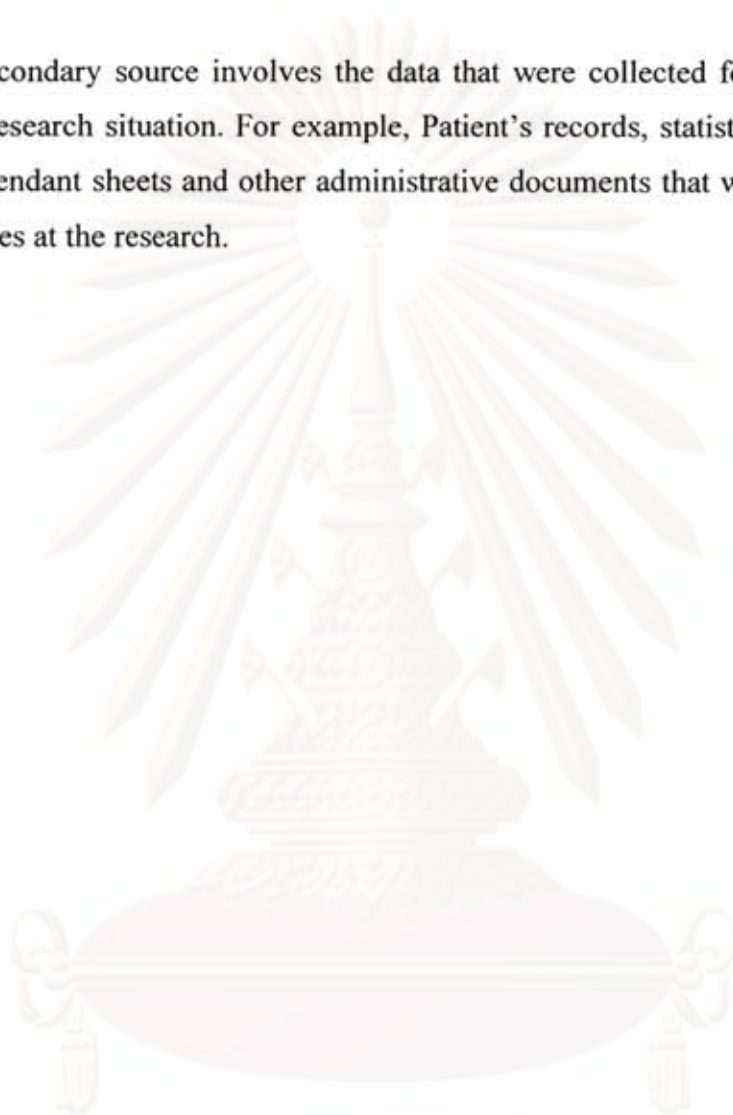 condary source involves the data that were collected f
esearch situation. For example, Patient's records, statist
endant sheets and other administrative documents that w
es at the research.